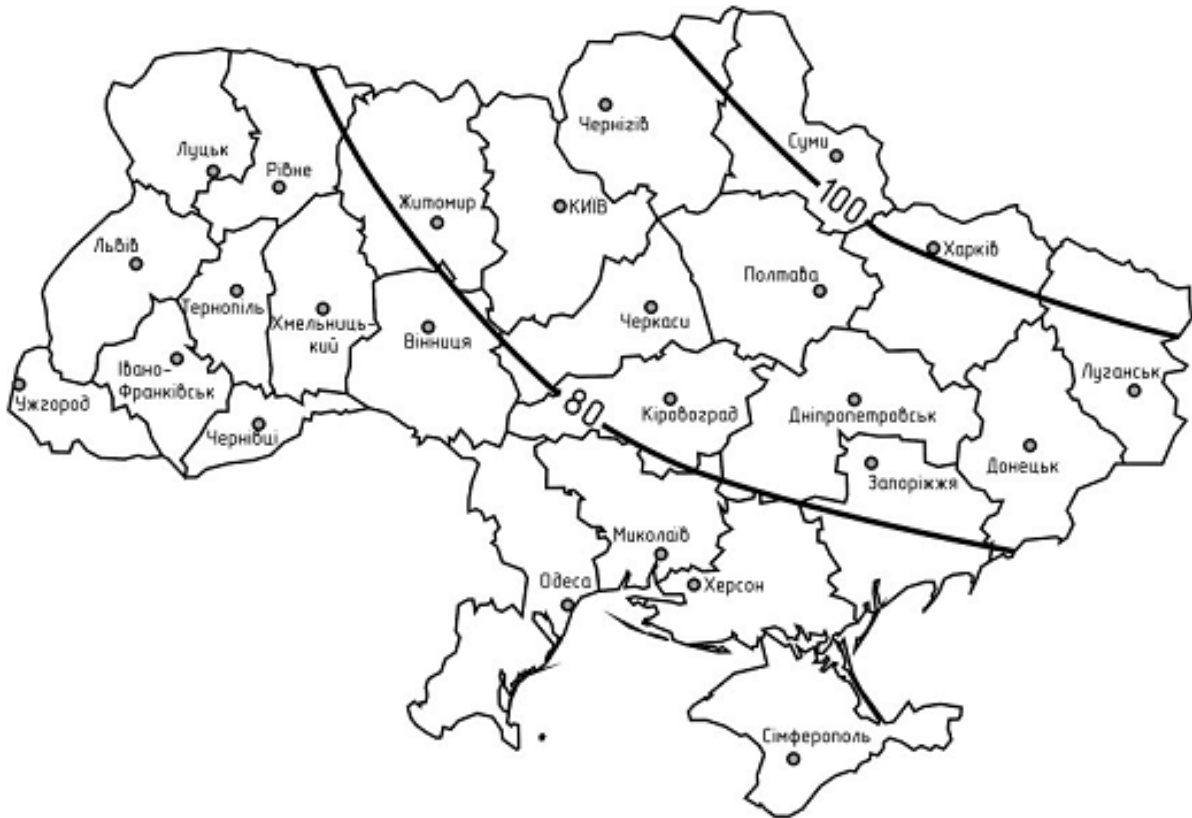 Чернігів
Суми
Луцьк
Рівне
100
Житомир
КИЇВ
Львів
Харків
Полтава
Тернопіль
Хмельниць-
кий
Черкаси
Вінниця
Івано-
Франківськ
Луганськ
Ужгород
80
Кіровоград
Дніпропетровськ
Чернівці
Донецьк
Запоріжжя
Миколаїв
Одеса
Херсон
Сімферополь